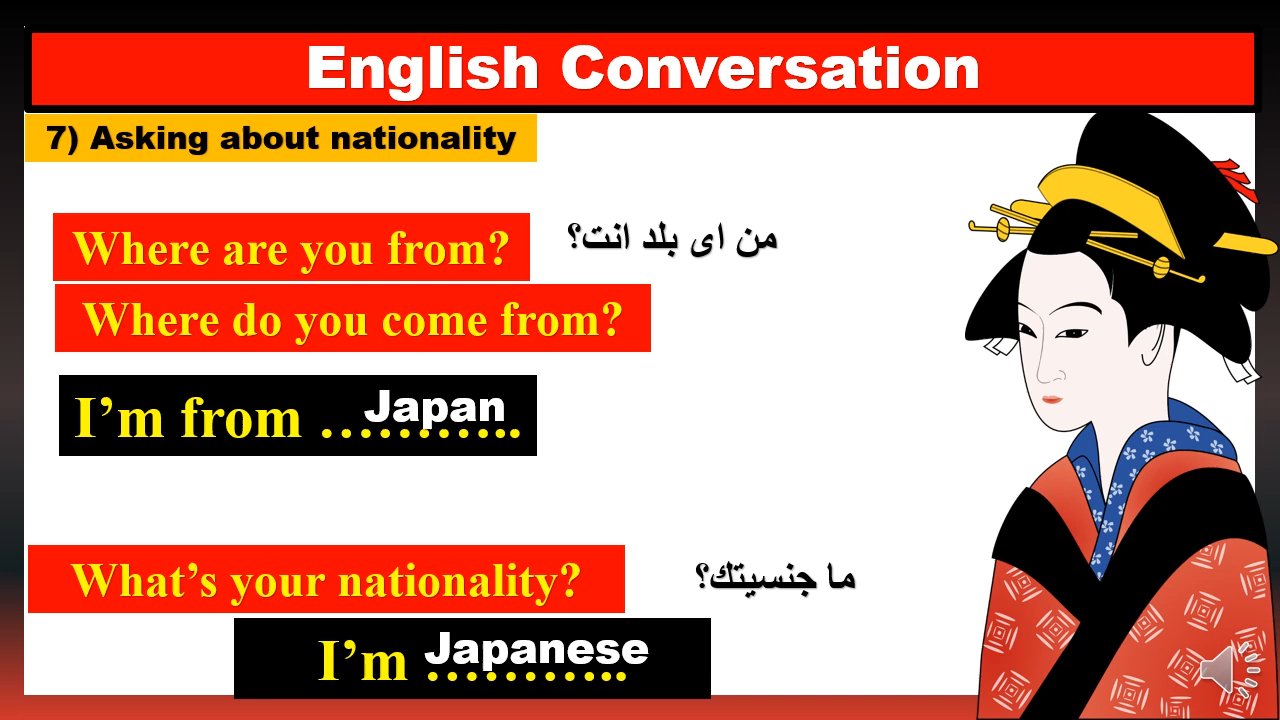 English Conversation
7) Asking about nationality
Where are you from?
من اى بلد انت؟
Where do you come from?
I’m from ……….. Japan
What’s your nationality?
ما جنسيتك؟
I’m ……….. Japanese